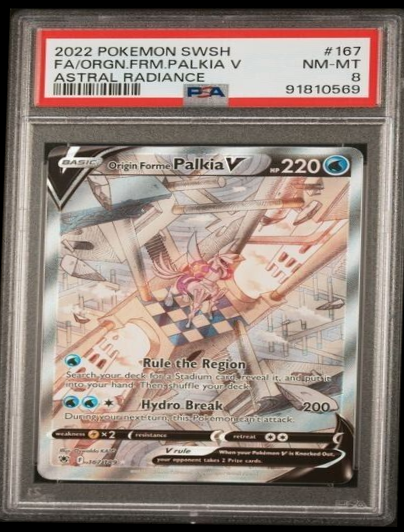 2022 POKEMON SWSH #167
FA/ORGN.FRM.PALKIA V NM-MT
ASTRAL RADIANCE 8
PSA 91810569
BASIC Origin Forme Palkia V HP 220
Rule the Region
Search your deck for a Stadium card, reveal it, and put it
into your hand. Then shuffle your deck.
Hydro Break 200
During your next turn, this Pokémon can't attack.
weakness ×2 resistance retreat
V rule When your Pokémon V is Knocked Out,
your opponent takes 2 Prize cards.